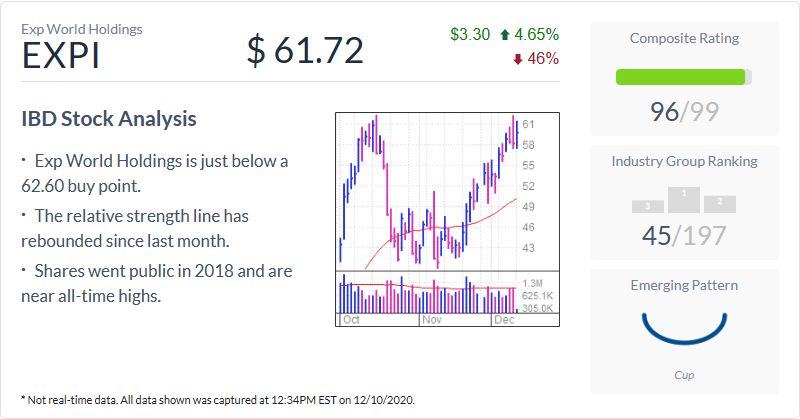 Exp World Holdings
EXPI
$ 61.72
$3.30 4.65%
46%
IBD Stock Analysis
· Exp World Holdings is just below a
62.60 buy point.
· The relative strength line has
rebounded since last month.
· Shares went public in 2018 and are
near all-time highs.
61
58
55
52
49
46
43
1.3M
625.1K
305.0K
Oct
Nov
Dec
Composite Rating
96/99
Industry Group Ranking
3
1
2
45/197
Emerging Pattern
Cup
* Not real-time data. All data shown was captured at 12:34PM EST on 12/10/2020.